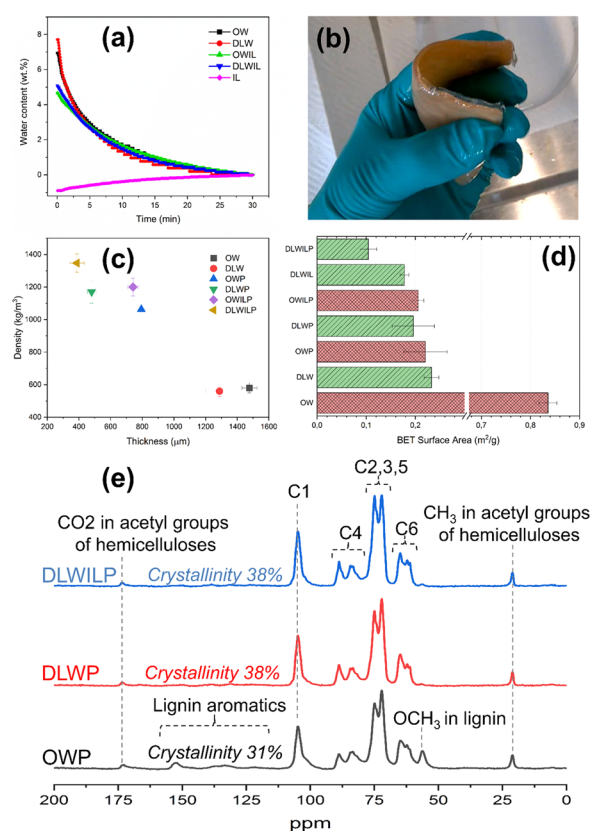 (a)
OW
DLW
OWIL
DLWIL
IL
Water content (wt.%)
8
6
4
2
0
0 5 10 15 20 25 30
Time (min)
(b)
(c)
OW
DLW
OWP
DLWP
OWILP
DLWILP
Density (kg/m³)
1400
1200
1000
800
600
400
200 400 600 800 1000 1200 1400 1600
Thickness (μm)
(d)
DLWILP
DLWIL
OWILP
DLWP
OWP
DLW
OW
0,0 0,1 0,2 0,7 0,8 0,9
BET Surface Area (m²/g)
(e)
C2,3,5
C1
C4
C6
CO2 in acetyl groups
of hemicelluloses
CH₃ in acetyl groups
of hemicelluloses
DLWILP
Crystallinity 38%
DLWP
Crystallinity 38%
Lignin aromatics
OCH₃ in lignin
OWP
Crystallinity 31%
200 175 150 125 100 75 50 25 0
ppm